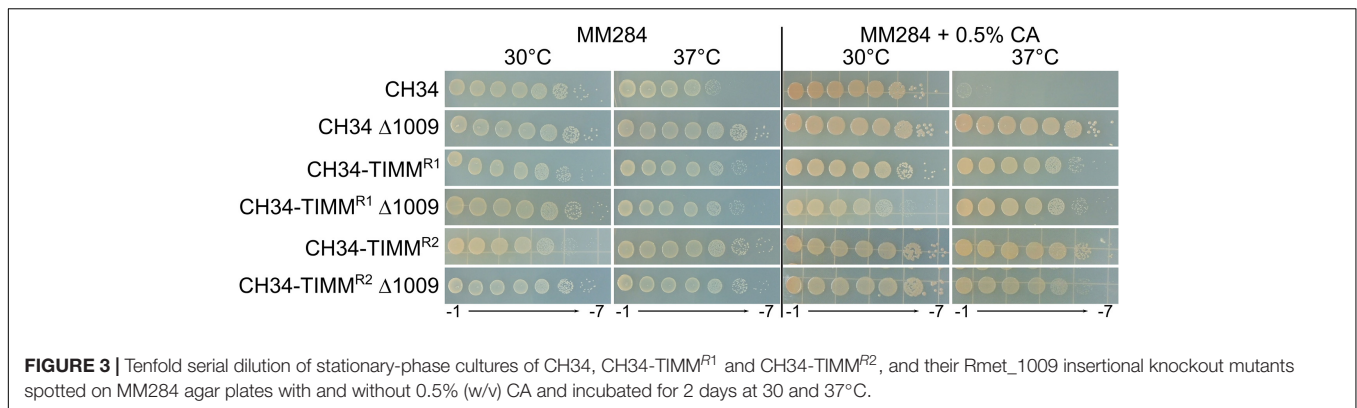 MM284 MM284 + 0.5% CA
30°C 37°C 30°C 37°C
CH34
CH34 Δ1009
CH34-TIMM^R1
CH34-TIMM^R1 Δ1009
CH34-TIMM^R2
CH34-TIMM^R2 Δ1009
-1 -7 -1 -7 -1 -7 -1 -7
FIGURE 3 | Tenfold serial dilution of stationary-phase cultures of CH34, CH34-TIMM^R1 and CH34-TIMM^R2, and their Rmet_1009 insertional knockout mutants
spotted on MM284 agar plates with and without 0.5% (w/v) CA and incubated for 2 days at 30 and 37°C.